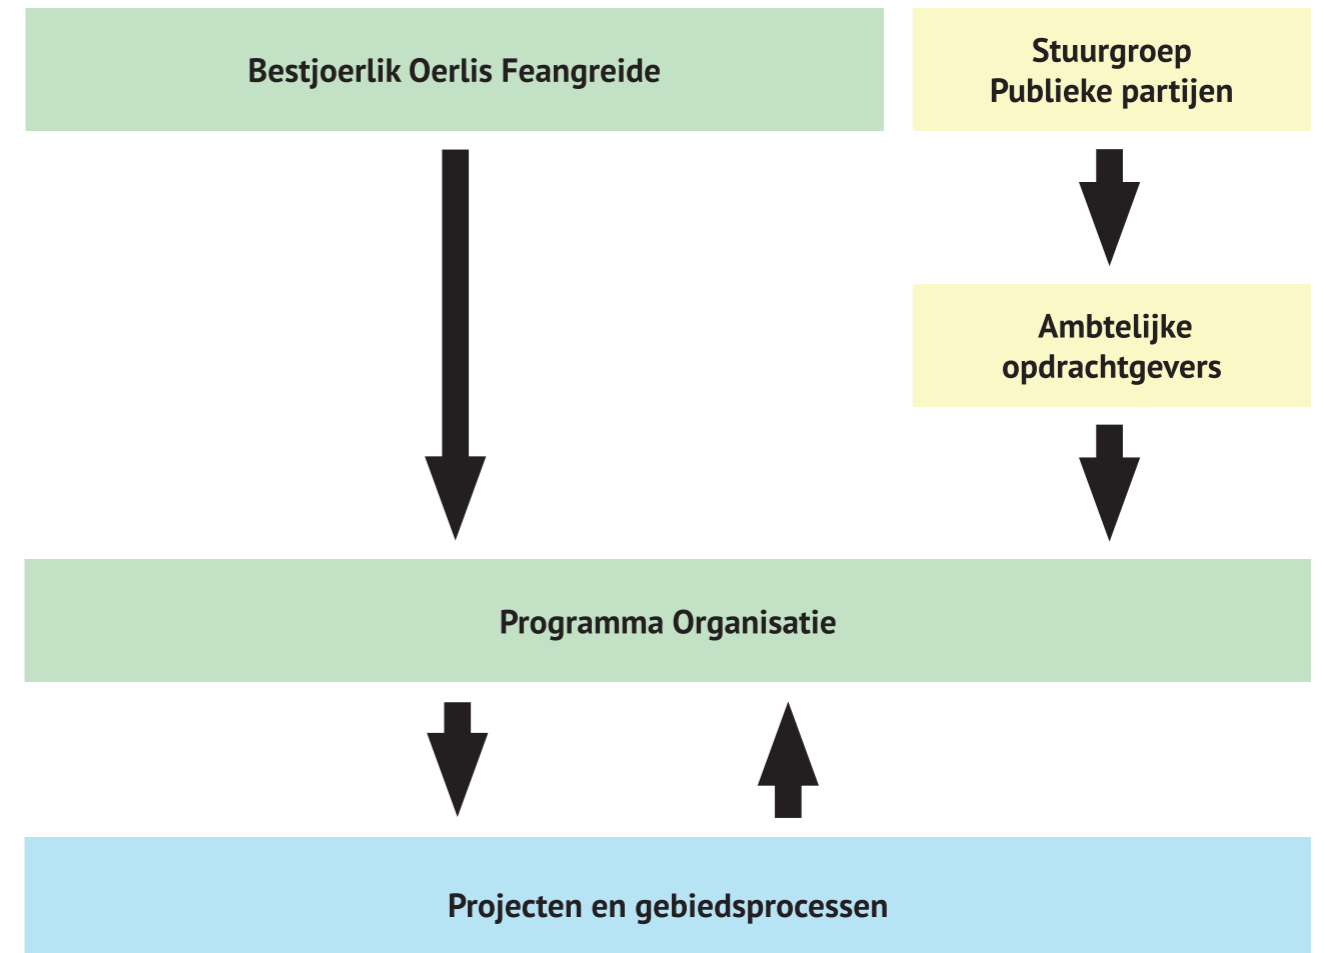 Bestjoerlik Oerlis Feangreide
Stuurgroep
Publieke partijen
Ambtelijke
opdrachtgevers
Programma Organisatie
Projecten en gebiedsprocessen